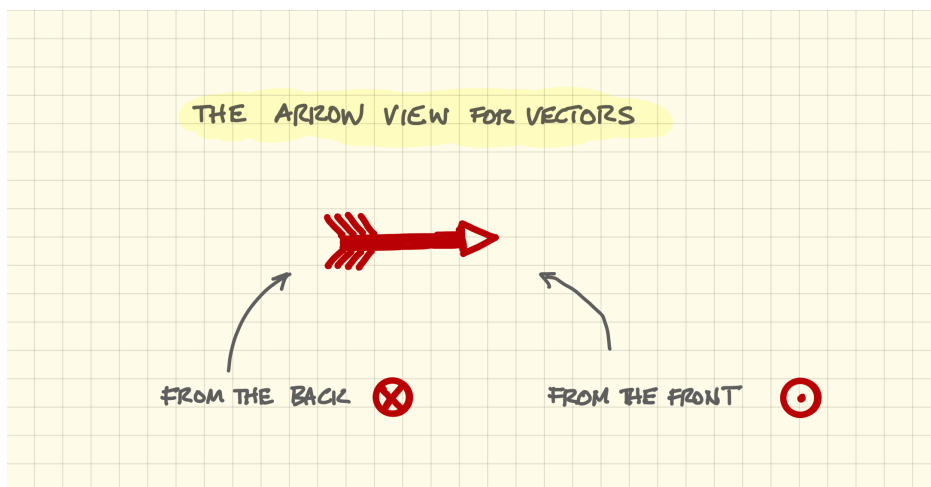 THE ARROW VIEW FOR VECTORS
FROM THE BACK
FROM THE FRONT